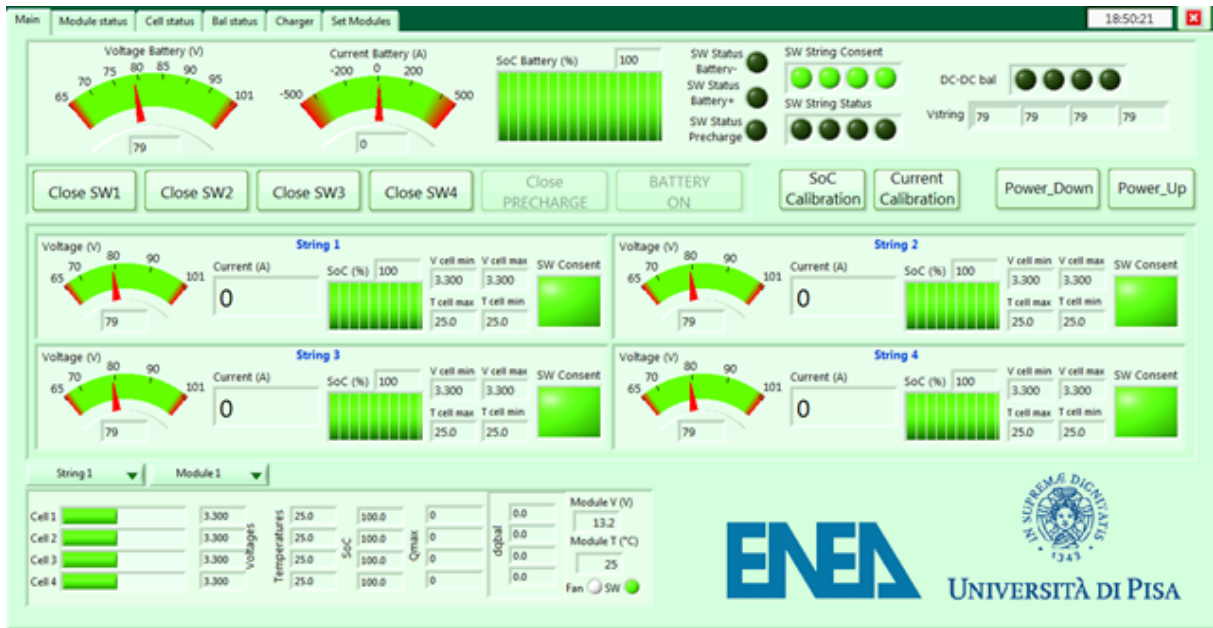 Main Module status Cell status Bal status Charger Set Modules 18:50:21
Voltage Battery (V)
65 70 75 80 85 90 95 101
79
Current Battery (A)
-500 -200 0 200 500
0
SoC Battery (%) 100
SW Status
Battery-
SW Status
Battery+
SW Status
Precharge
SW String Consent
SW String Status
DC-DC bal
Vstring 79 79 79 79
Close SW1 Close SW2 Close SW3 Close SW4
Close
PRECHARGE
BATTERY
ON
SoC
Calibration
Current
Calibration
Power_Down Power_Up
String 1
Voltage (V)
65 70 80 90 101
79
Current (A)
0
SoC (%) 100
V cell min V cell max
3.300 3.300
T cell max T cell min
25.0 25.0
SW Consent
String 2
Voltage (V)
65 70 80 90 101
79
Current (A)
0
SoC (%) 100
V cell min V cell max
3.300 3.300
T cell max T cell min
25.0 25.0
SW Consent
String 3
Voltage (V)
65 70 80 90 101
79
Current (A)
0
SoC (%) 100
V cell min V cell max
3.300 3.300
T cell max T cell min
25.0 25.0
SW Consent
String 4
Voltage (V)
65 70 80 90 101
79
Current (A)
0
SoC (%) 100
V cell min V cell max
3.300 3.300
T cell max T cell min
25.0 25.0
SW Consent
String 1 Module 1
Cell 1
Cell 2
Cell 3
Cell 4
3.300
3.300
3.300
3.300
Voltages
Temperatures
25.0
25.0
25.0
25.0
SoC
100.0
100.0
100.0
100.0
Qmax
0
0
0
0
dqbal
0.0
0.0
0.0
0.0
Module V (V)
13.2
Module T (°C)
25
Fan SW
ENEA
IN SUPREMÆ DIGNITATIS
1343
UNIVERSITÀ DI PISA